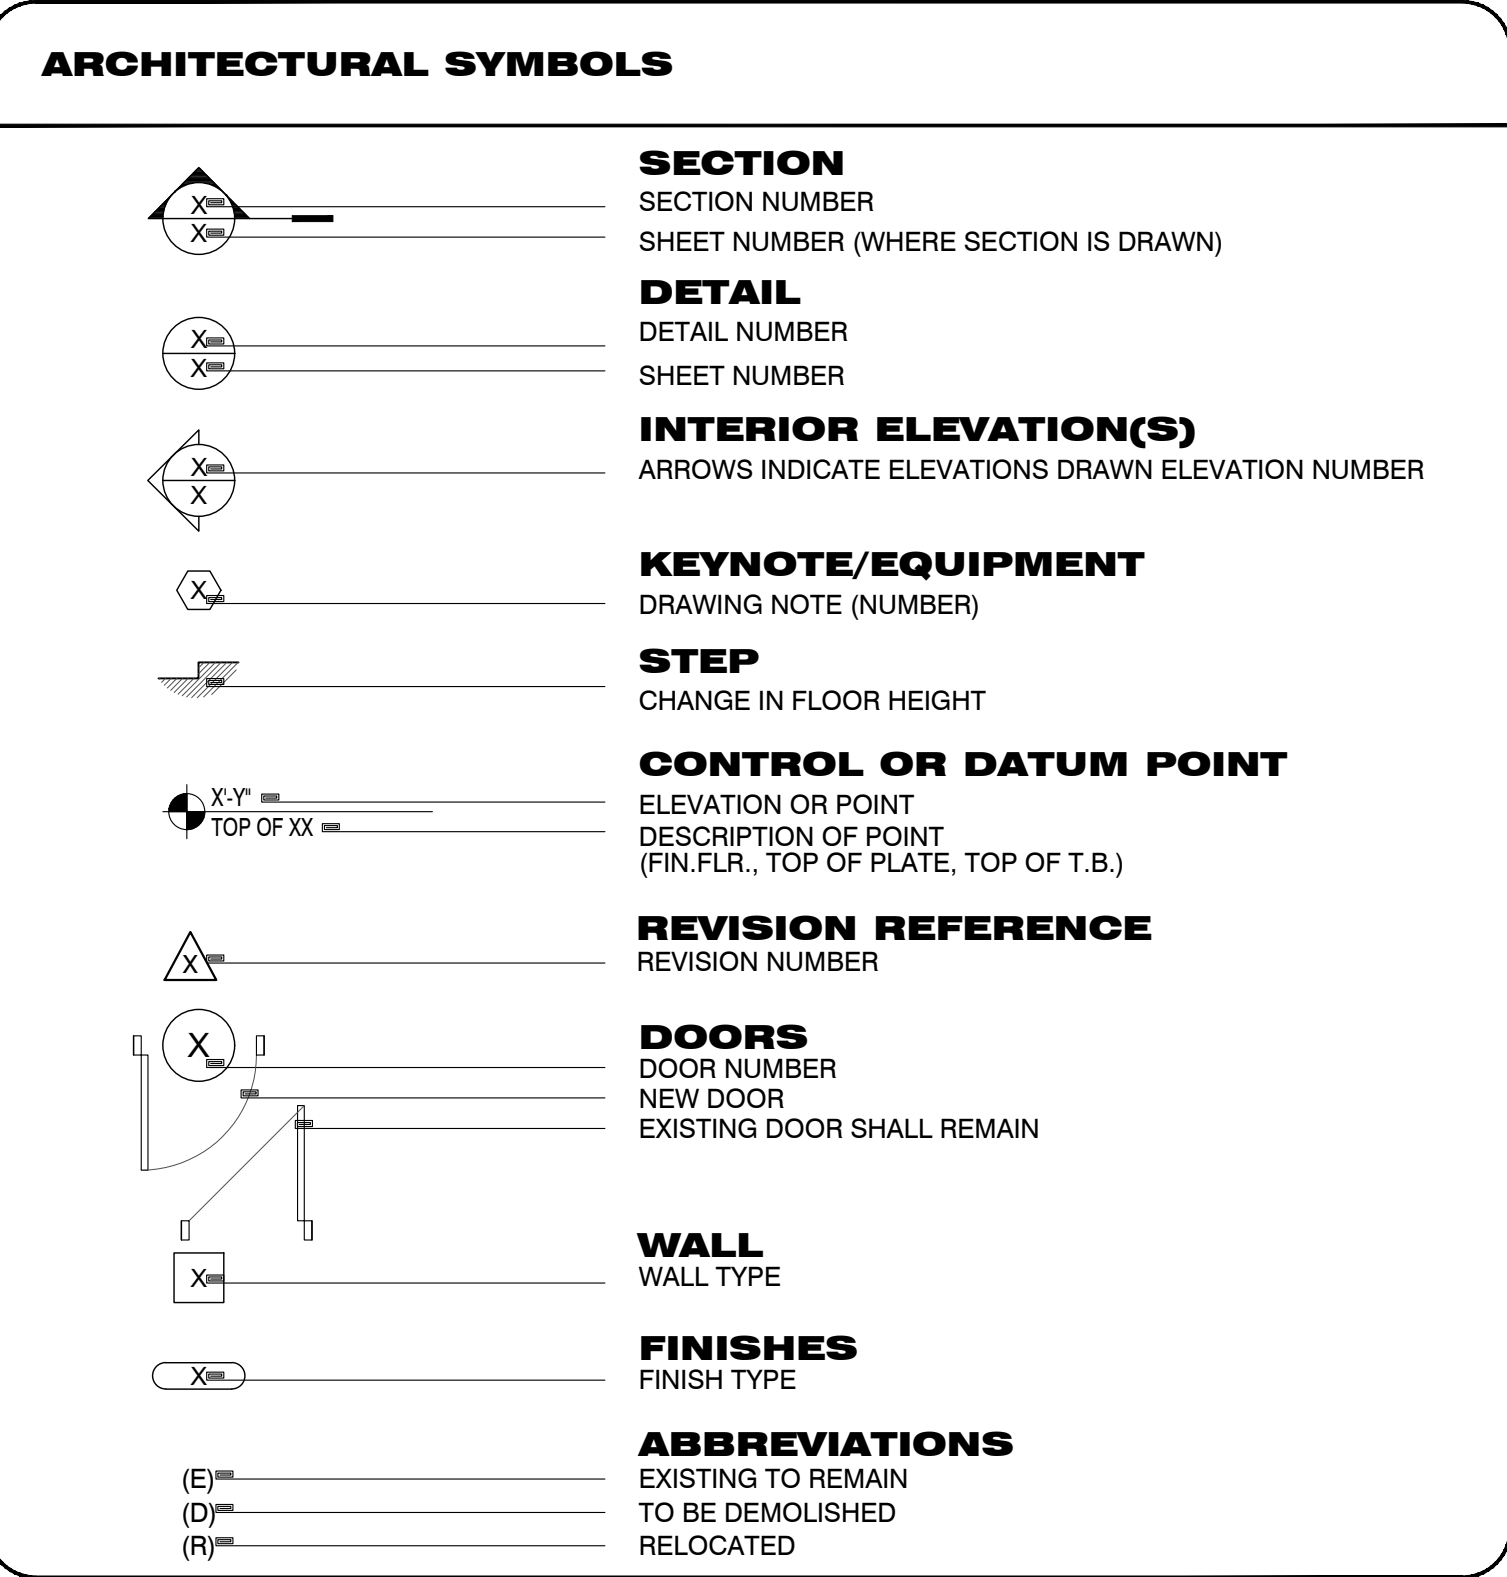 ARCHITECTURAL SYMBOLS
SECTION
X SECTION NUMBER
X SHEET NUMBER (WHERE SECTION IS DRAWN)
DETAIL
X DETAIL NUMBER
X SHEET NUMBER
INTERIOR ELEVATION(S)
X ARROWS INDICATE ELEVATIONS DRAWN ELEVATION NUMBER
X
KEYNOTE/EQUIPMENT
X DRAWING NOTE (NUMBER)
STEP
CHANGE IN FLOOR HEIGHT
CONTROL OR DATUM POINT
X'-Y" ELEVATION OR POINT
TOP OF XX DESCRIPTION OF POINT
(FIN.FLR., TOP OF PLATE, TOP OF T.B.)
REVISION REFERENCE
X REVISION NUMBER
DOORS
X DOOR NUMBER
NEW DOOR
EXISTING DOOR SHALL REMAIN
WALL
X WALL TYPE
FINISHES
X FINISH TYPE
ABBREVIATIONS
(E) EXISTING TO REMAIN
(D) TO BE DEMOLISHED
(R) RELOCATED